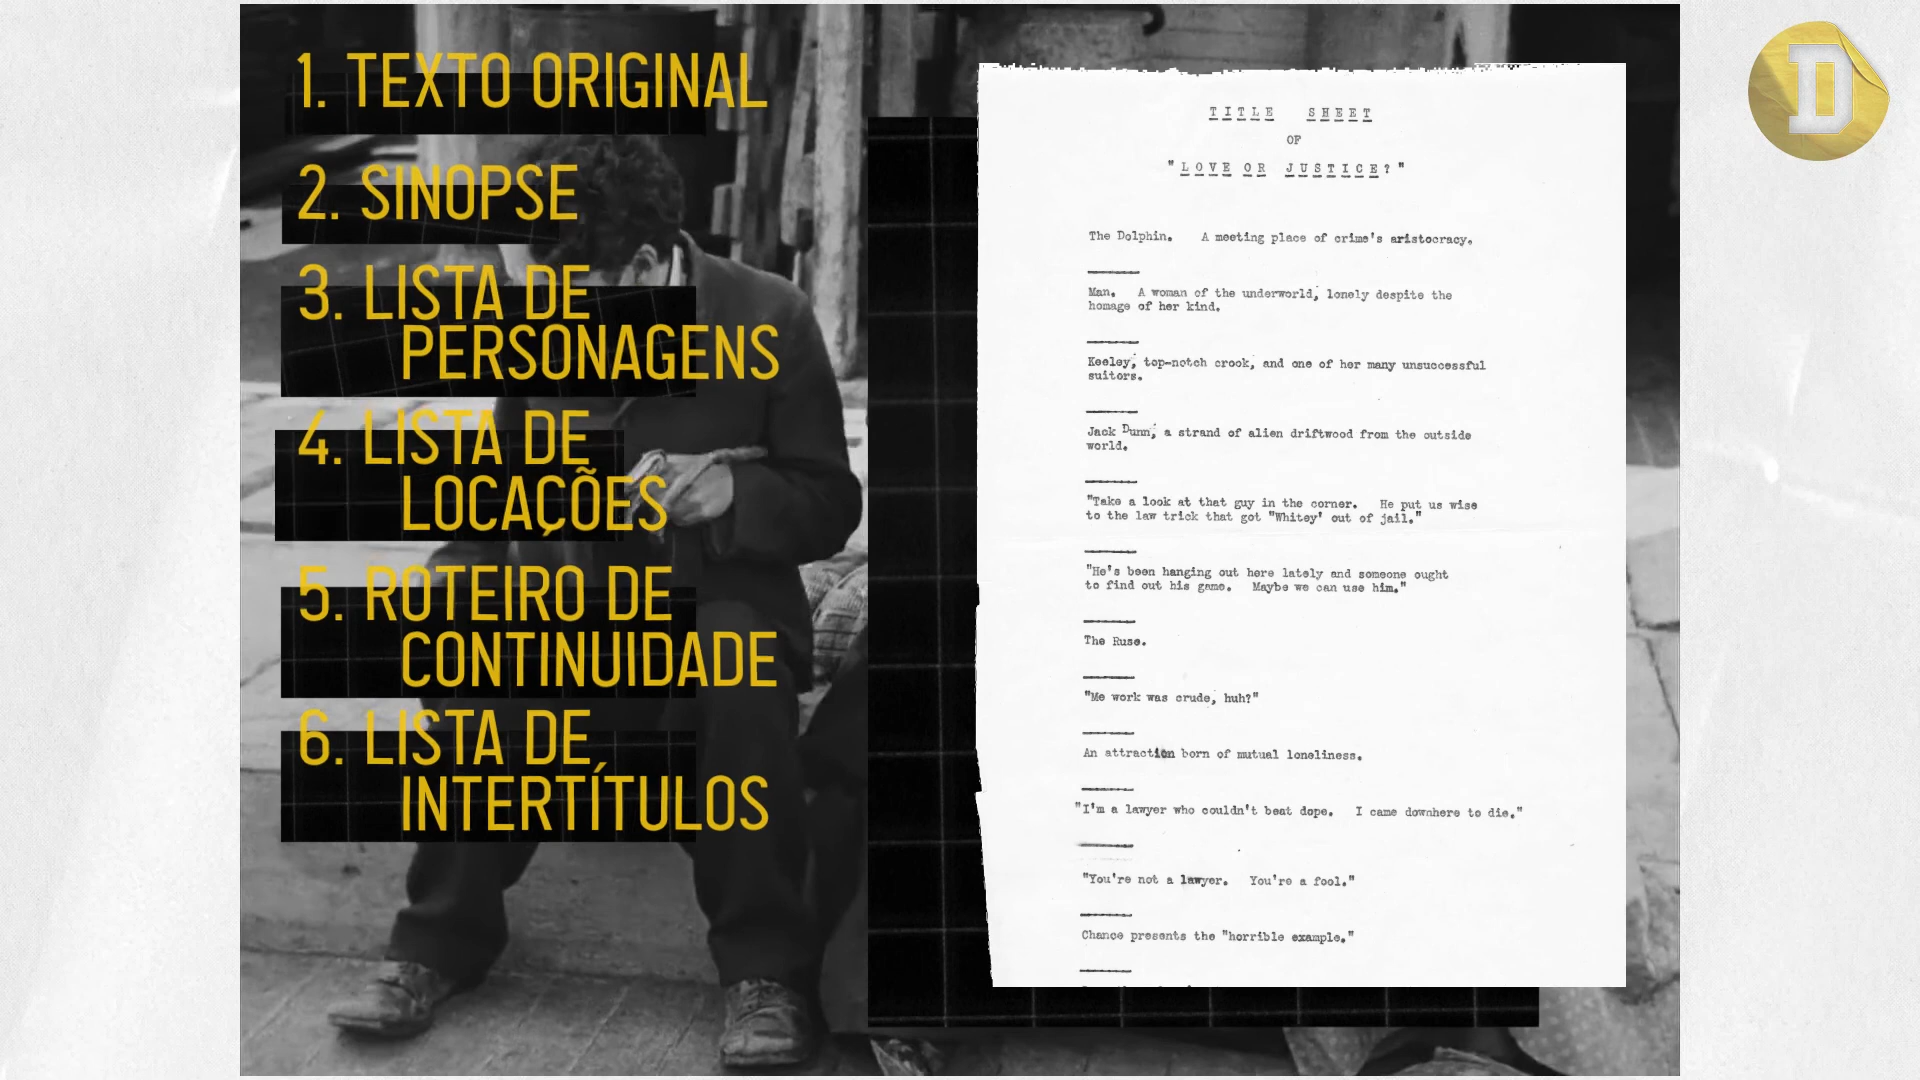 1. TEXTO ORIGINAL
2. SINOPSE
3. LISTA DE
PERSONAGENS
4. LISTA DE
LOCAÇÕES
5. ROTEIRO DE
CONTINUIDADE
6. LISTA DE
INTERTÍTULOS
TITLE SHEET
OF
"LOVE OR JUSTICE?"
The Dolphin. A meeting place of crime's aristocracy.
Man. A woman of the underworld, lonely despite the
homage of her kind.
Keeley, top-notch crook, and one of her many unsuccessful
suitors.
Jack Dunn, a strand of alien driftwood from the outside
world.
"Take a look at that guy in the corner. He put us wise
to the law trick that got "Whitey' out of jail."
"He's been hanging out here lately and someone ought
to find out his game. Maybe we can use him."
The Ruse.
"Me work was crude, huh?"
An attraction born of mutual loneliness.
"I'm a lawyer who couldn't beat dope. I came downhere to die."
"You're not a lawyer. You're a fool."
Chance presents the "horrible example."
D